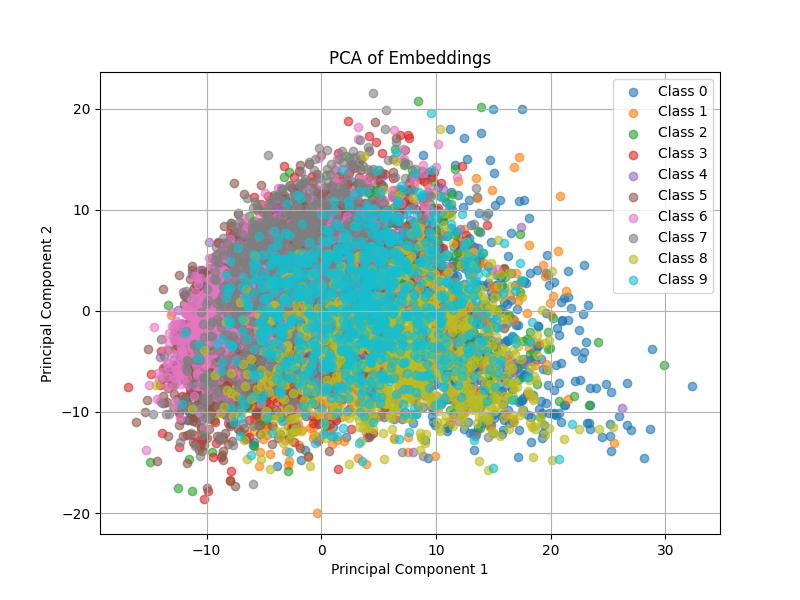 PCA of Embeddings
Class 0
Class 1
Class 2
Class 3
Class 4
Class 5
Class 6
Class 7
Class 8
Class 9
20
10
0
−10
−20
Principal Component 2
−10
0
10
20
30
Principal Component 1